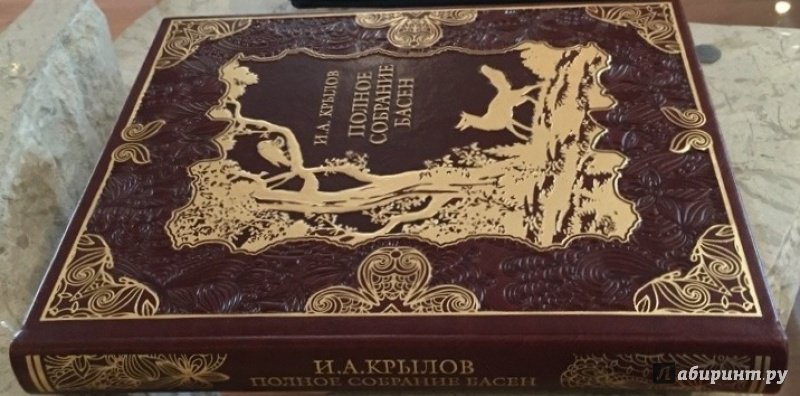 И.А. КРЫЛОВ
ПОЛНОЕ
СОБРАНИЕ
БАСЕН
И.А.КРЫЛОВ
ПОЛНОЕ СОБРАНИЕ БАСЕН
Лабиринт.ру